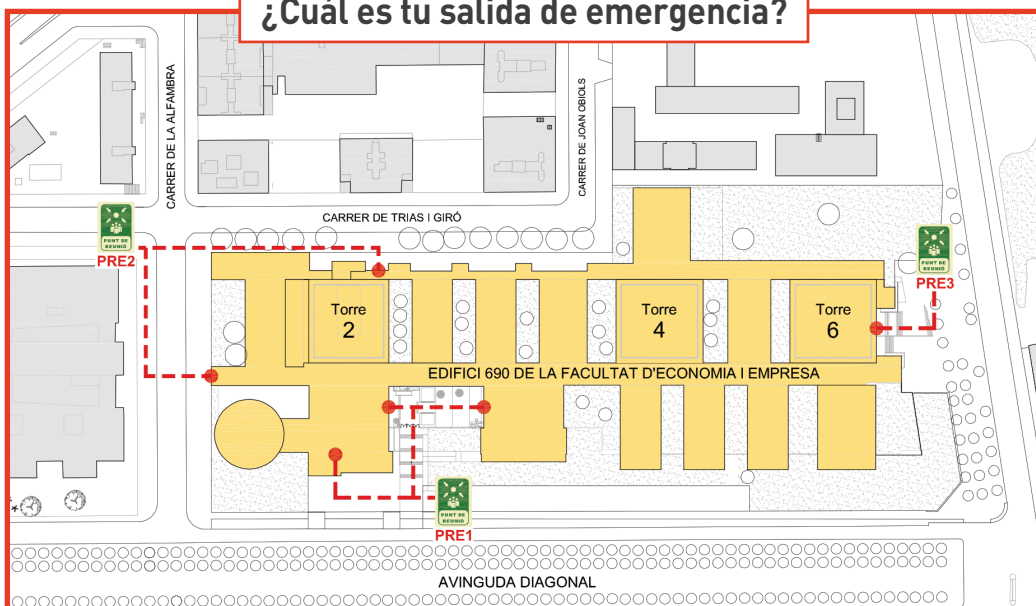 ¿Cuál es tu salida de emergencia?
CARRER DE LA ALFAMBRA
CARRER DE JOAN OBIOLS
CARRER DE TRIAS I GIRÓ
PUNT DE
REUNIÓ
PRE2
PUNT DE
REUNIÓ
PRE3
Torre
2
Torre
4
Torre
6
EDIFICI 690 DE LA FACULTAT D'ECONOMIA I EMPRESA
PUNT DE
REUNIÓ
PRE1
AVINGUDA DIAGONAL